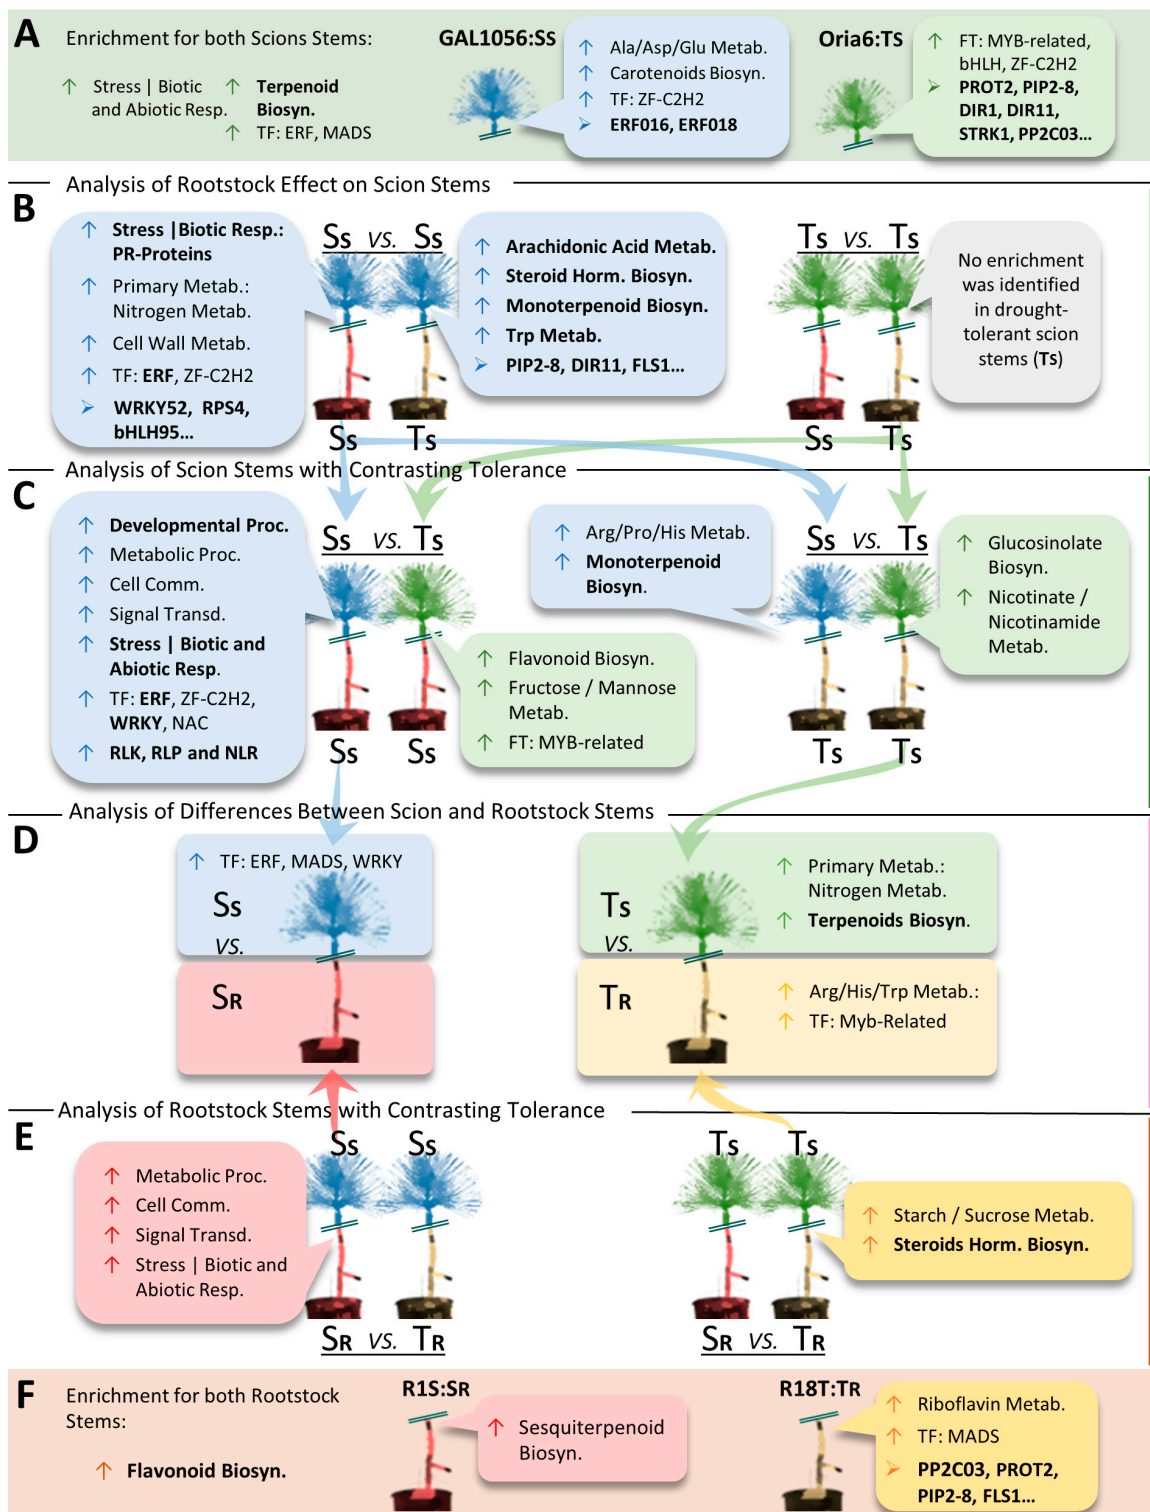 A
Enrichment for both Scions Stems:
↑ Stress | Biotic
and Abiotic Resp.
↑ Terpenoid
Biosyn.
↑ TF: ERF, MADS
GAL1056:Ss
↑ Ala/Asp/Glu Metab.
↑ Carotenoids Biosyn.
↑ TF: ZF-C2H2
➢ ERF016, ERF018
Oria6:Ts
↑ FT: MYB-related,
bHLH, ZF-C2H2
➢ PROT2, PIP2-8,
DIR1, DIR11,
STRK1, PP2C03...
Analysis of Rootstock Effect on Scion Stems
B
↑ Stress |Biotic Resp.:
PR-Proteins
↑ Primary Metab.:
Nitrogen Metab.
↑ Cell Wall Metab.
↑ TF: ERF, ZF-C2H2
➢ WRKY52, RPS4,
bHLH95...
Ss vs. Ss
↑ Arachidonic Acid Metab.
↑ Steroid Horm. Biosyn.
↑ Monoterpenoid Biosyn.
↑ Trp Metab.
➢ PIP2-8, DIR11, FLS1...
Ts vs. Ts
No enrichment
was identified
in drought-
tolerant scion
stems (Ts)
Ss Ts
Ss Ts
Analysis of Scion Stems with Contrasting Tolerance
C
↑ Developmental Proc.
↑ Metabolic Proc.
↑ Cell Comm.
↑ Signal Transd.
↑ Stress | Biotic and
Abiotic Resp.
↑ TF: ERF, ZF-C2H2,
WRKY, NAC
↑ RLK, RLP and NLR
Ss vs. Ts
↑ Flavonoid Biosyn.
↑ Fructose / Mannose
Metab.
↑ FT: MYB-related
↑ Arg/Pro/His Metab.
↑ Monoterpenoid
Biosyn.
Ss vs. Ts
↑ Glucosinolate
Biosyn.
↑ Nicotinate /
Nicotinamide
Metab.
Ss Ss
Ts Ts
Analysis of Differences Between Scion and Rootstock Stems
D
↑ TF: ERF, MADS, WRKY
Ss
vs.
SR
Ts
vs.
TR
↑ Primary Metab.:
Nitrogen Metab.
↑ Terpenoids Biosyn.
↑ Arg/His/Trp Metab.:
↑ TF: Myb-Related
Analysis of Rootstock Stems with Contrasting Tolerance
E
↑ Metabolic Proc.
↑ Cell Comm.
↑ Signal Transd.
↑ Stress | Biotic and
Abiotic Resp.
Ss Ss
Ts Ts
↑ Starch / Sucrose Metab.
↑ Steroids Horm. Biosyn.
SR vs. TR
SR vs. TR
F
Enrichment for both Rootstock
Stems:
↑ Flavonoid Biosyn.
R1S:SR
↑ Sesquiterpenoid
Biosyn.
R18T:TR
↑ Riboflavin Metab.
↑ TF: MADS
➢ PP2C03, PROT2,
PIP2-8, FLS1...